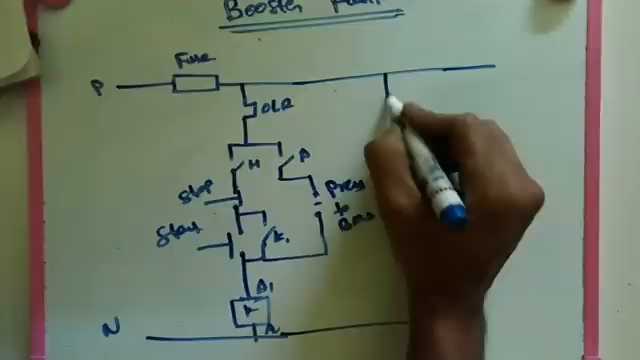 Booster
Fuse
P
OLR
H
A
Stop
Press
to
Start
K1
A1
K
A2
N